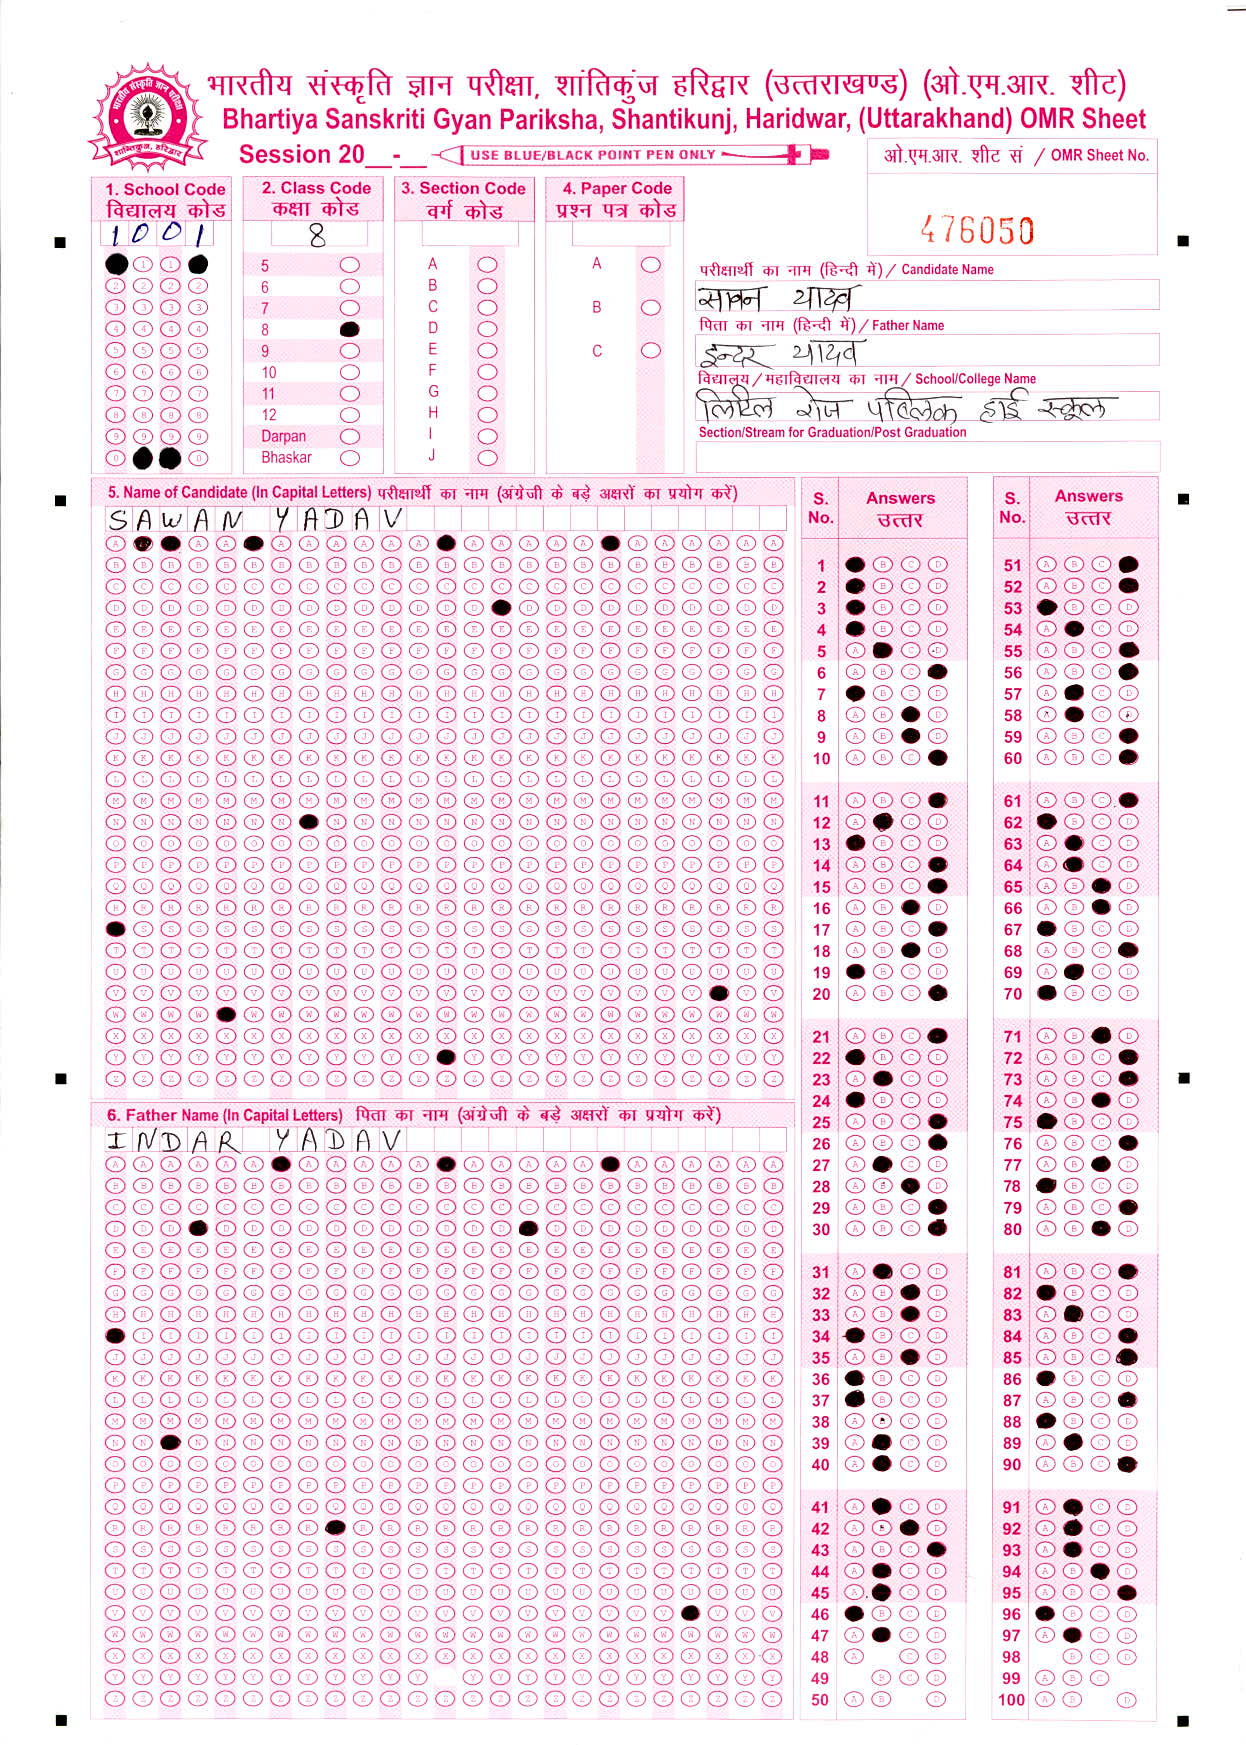 भारतीय संस्कृति ज्ञान परीक्षा, शांतिकुंज हरिद्वार (उत्तराखण्ड) (ओ.एम.आर. शीट)
Bhartiya Sanskriti Gyan Pariksha, Shantikunj, Haridwar, (Uttarakhand) OMR Sheet
Session 20__-__ USE BLUE/BLACK POINT PEN ONLY
ओ.एम.आर. शीट सं / OMR Sheet No.
476050
1. School Code
विद्यालय कोड
1001
2. Class Code
कक्षा कोड
8
5
6
7
8
9
10
11
12
Darpan
Bhaskar
3. Section Code
वर्ग कोड
A
B
C
D
E
F
G
H
I
J
4. Paper Code
प्रश्न पत्र कोड
A
B
C
परीक्षार्थी का नाम (हिन्दी में) / Candidate Name
सावन यादव
पिता का नाम (हिन्दी में) / Father Name
इन्दर यादव
विद्यालय / महाविद्यालय का नाम / School/College Name
लिटिल रोज पब्लिक हाई स्कूल
Section/Stream for Graduation/Post Graduation
5. Name of Candidate (In Capital Letters) परीक्षार्थी का नाम (अंग्रेजी के बड़े अक्षरों का प्रयोग करें)
SAWAN YADAV
6. Father Name (In Capital Letters) पिता का नाम (अंग्रेजी के बड़े अक्षरों का प्रयोग करें)
INDAR YADAV
S. No. Answers उत्तर
1
2
3
4
5
6
7
8
9
10
11
12
13
14
15
16
17
18
19
20
21
22
23
24
25
26
27
28
29
30
31
32
33
34
35
36
37
38
39
40
41
42
43
44
45
46
47
48
49
50
S. No. Answers उत्तर
51
52
53
54
55
56
57
58
59
60
61
62
63
64
65
66
67
68
69
70
71
72
73
74
75
76
77
78
79
80
81
82
83
84
85
86
87
88
89
90
91
92
93
94
95
96
97
98
99
100